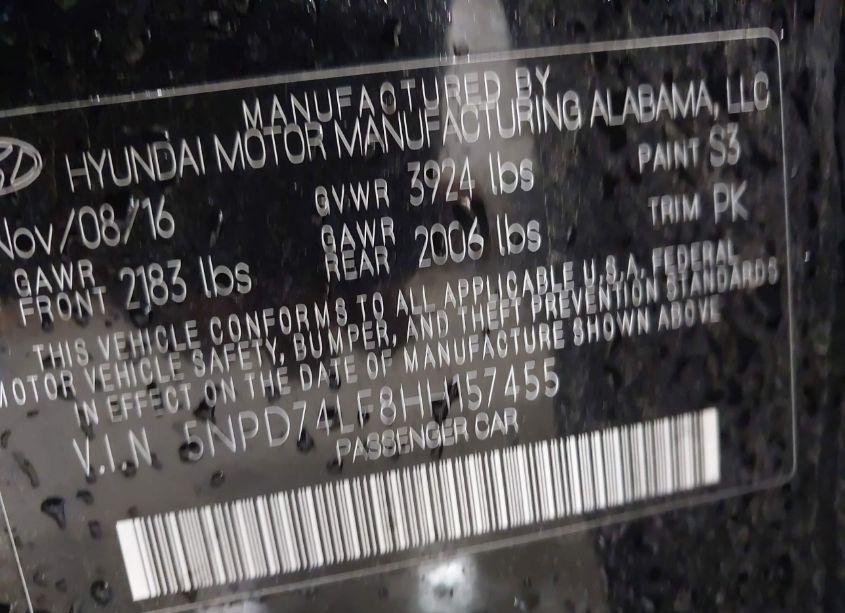 MANUFACTURED BY
HYUNDAI MOTOR MANUFACTURING ALABAMA, LLC
Nov/08/16 GVWR 3924 lbs PAINT S3
GAWR FRONT 2183 lbs GAWR REAR 2006 lbs TRIM PK
THIS VEHICLE CONFORMS TO ALL APPLICABLE U.S.A. FEDERAL
MOTOR VEHICLE SAFETY, BUMPER, AND THEFT PREVENTION STANDARDS
IN EFFECT ON THE DATE OF MANUFACTURE SHOWN ABOVE
V.I.N 5NPD74LF8HH157455
PASSENGER CAR